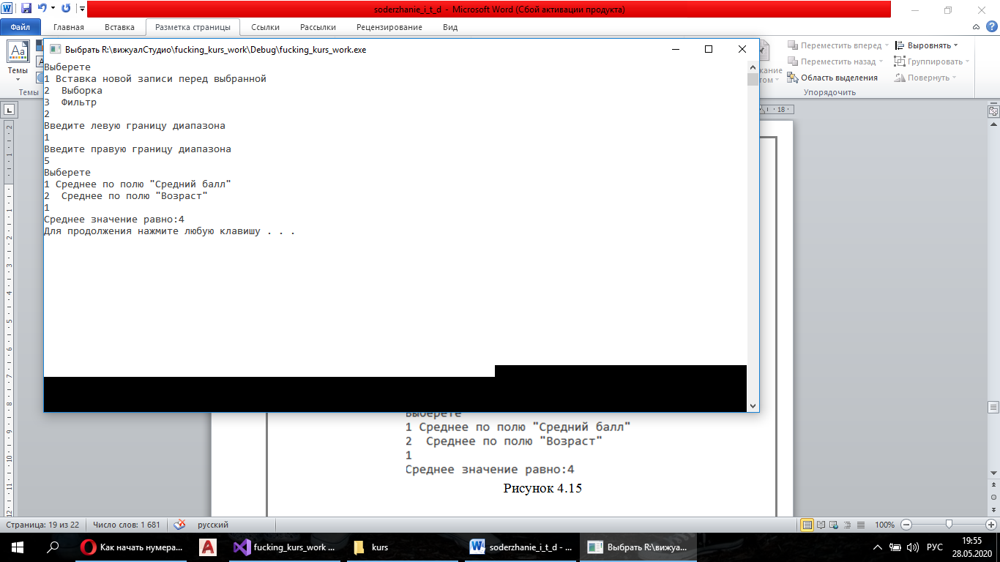 soderzhanie_i_t_d - Microsoft Word (Сбой активации продукта)
Файл Главная Вставка Разметка страницы Ссылки Рассылки Рецензирование Вид
Выбрать R:\вижуалСтудио\fucking_kurs_work\Debug\fucking_kurs_work.exe
Темы
Темы
Переместить вперед
Переместить назад
Область выделения
Выровнять
Группировать
Повернуть
Упорядочить
Выберете
1 Вставка новой записи перед выбранной
2 Выборка
3 Фильтр
2
Введите левую границу диапазона
1
Введите правую границу диапазона
5
Выберете
1 Среднее по полю "Средний балл"
2 Среднее по полю "Возраст"
1
Среднее значение равно:4
Для продолжения нажмите любую клавишу . . .
18
Выберете
1 Среднее по полю "Средний балл"
2 Среднее по полю "Возраст"
1
Среднее значение равно:4
Рисунок 4.15
Страница: 19 из 22 Число слов: 1 681 русский 100%
Как начать нумера... fucking_kurs_work ... kurs soderzhanie_i_t_d - ... Выбрать R:\вижуа... РУС 19:55
28.05.2020